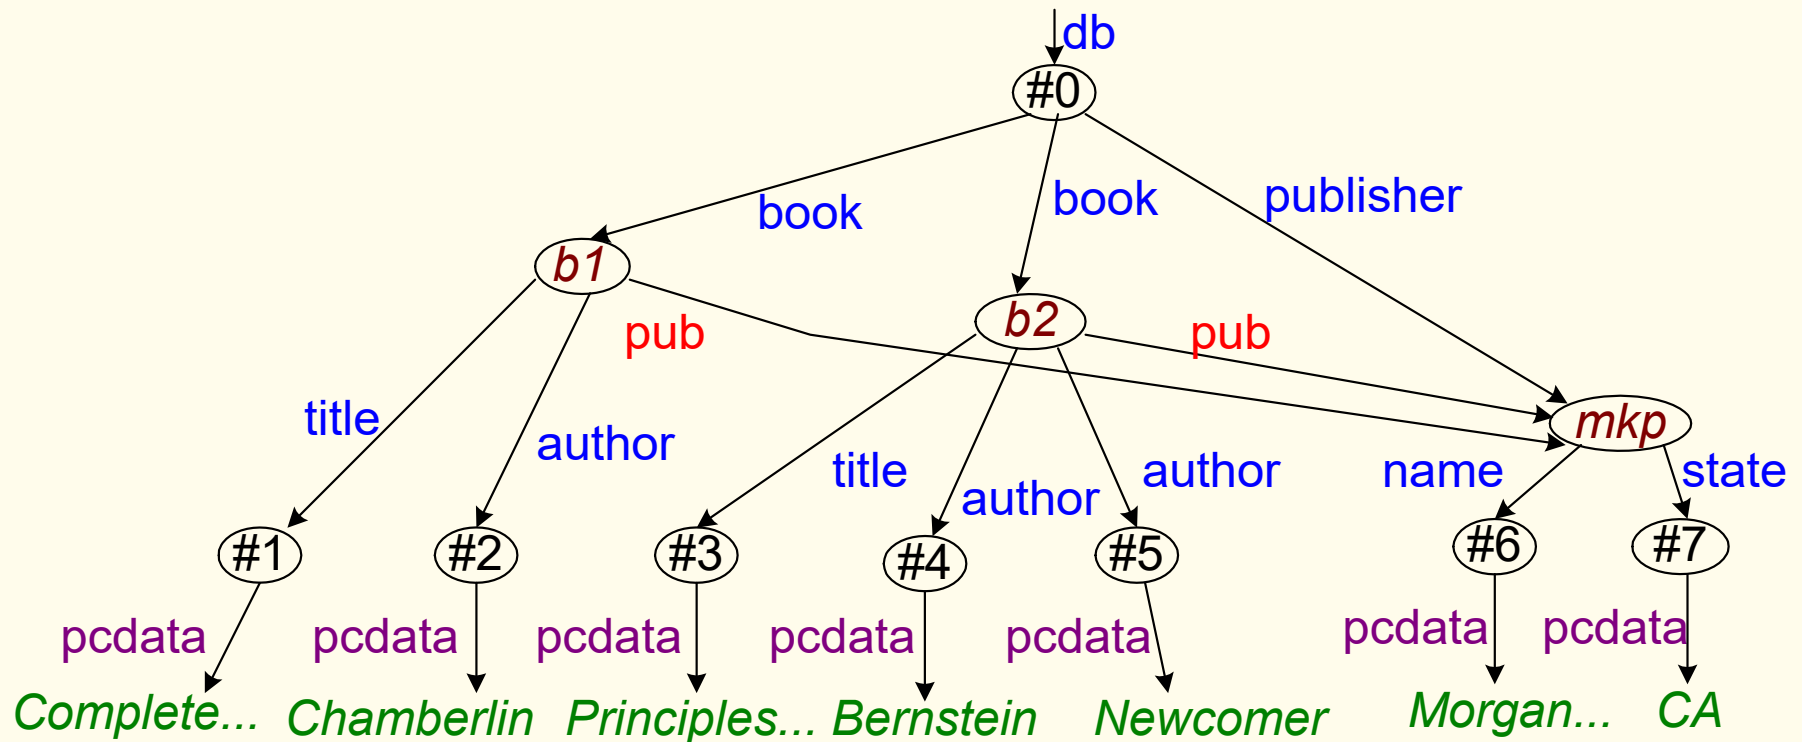 db
#0
book
book
publisher
b1
b2
pub
pub
mkp
title
author
title
author
author
name
state
#1
#2
#3
#4
#5
#6
#7
pcdata
pcdata
pcdata
pcdata
pcdata
pcdata
pcdata
Complete...
Chamberlin
Principles...
Bernstein
Newcomer
Morgan...
CA